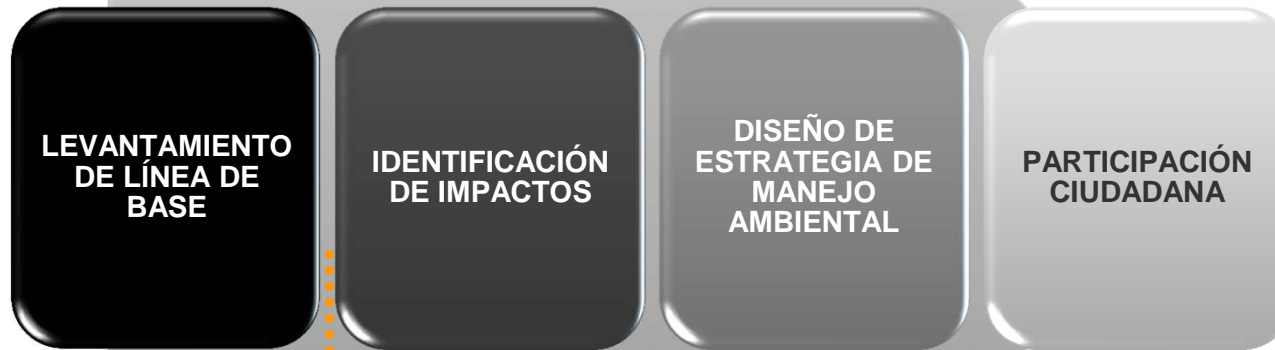 LEVANTAMIENTO
DE LÍNEA DE
BASE
IDENTIFICACIÓN
DE IMPACTOS
DISEÑO DE
ESTRATEGIA DE
MANEJO
AMBIENTAL
PARTICIPACIÓN
CIUDADANA